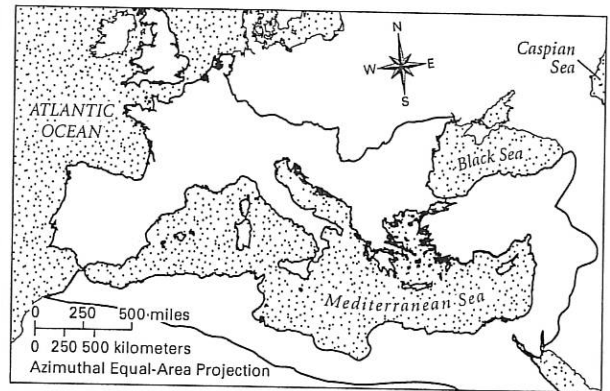 N
W E
S
Caspian
Sea
ATLANTIC
OCEAN
Black Sea
Mediterranean Sea
0 250 500 miles
0 250 500 kilometers
Azimuthal Equal-Area Projection